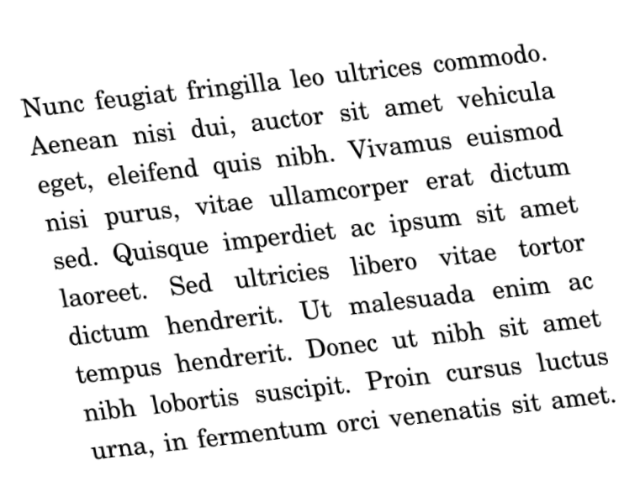 Nunc feugiat fringilla leo ultrices commodo.
Aenean nisi dui, auctor sit amet vehicula
eget, eleifend quis nibh. Vivamus euismod
nisi purus, vitae ullamcorper erat dictum
sed. Quisque imperdiet ac ipsum sit amet
laoreet. Sed ultricies libero vitae tortor
dictum hendrerit. Ut malesuada enim ac
tempus hendrerit. Donec ut nibh sit amet
nibh lobortis suscipit. Proin cursus luctus
urna, in fermentum orci venenatis sit amet.